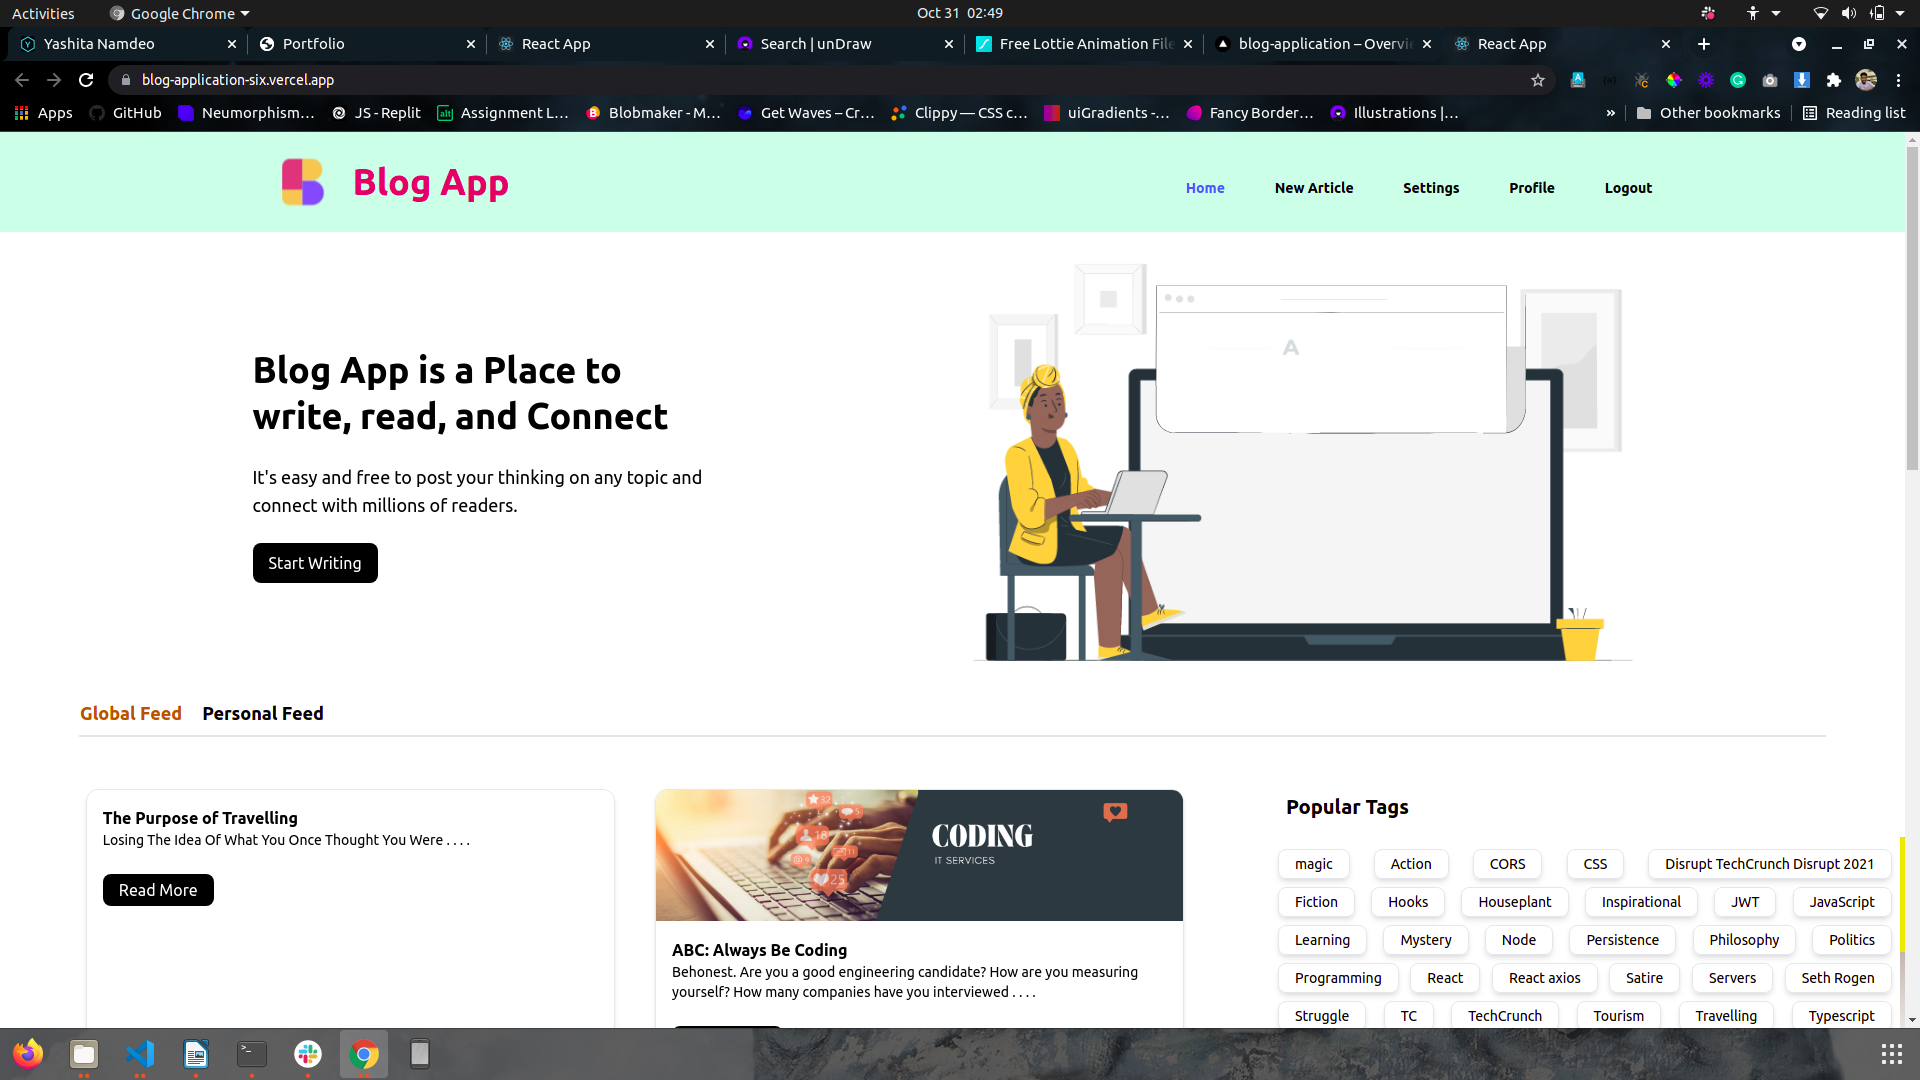 Activities Google Chrome Oct 31 02:49
Yashita Namdeo Portfolio React App Search | unDraw Free Lottie Animation File blog-application – Overvie React App
blog-application-six.vercel.app
Apps GitHub Neumorphism… JS - Replit Assignment L… Blobmaker - M… Get Waves – Cr… Clippy — CSS c… uiGradients -… Fancy Border… Illustrations |… » Other bookmarks Reading list
Blog App
Home New Article Settings Profile Logout
Blog App is a Place to
write, read, and Connect
It's easy and free to post your thinking on any topic and
connect with millions of readers.
Start Writing
A
Global Feed Personal Feed
The Purpose of Travelling
Losing The Idea Of What You Once Thought You Were . . . .
Read More
32
5
18
11
9
25
CODING
IT SERVICES
ABC: Always Be Coding
Behonest. Are you a good engineering candidate? How are you measuring
yourself? How many companies have you interviewed . . . .
Popular Tags
magic Action CORS CSS Disrupt TechCrunch Disrupt 2021
Fiction Hooks Houseplant Inspirational JWT JavaScript
Learning Mystery Node Persistence Philosophy Politics
Programming React React axios Satire Servers Seth Rogen
Struggle TC TechCrunch Tourism Travelling Typescript